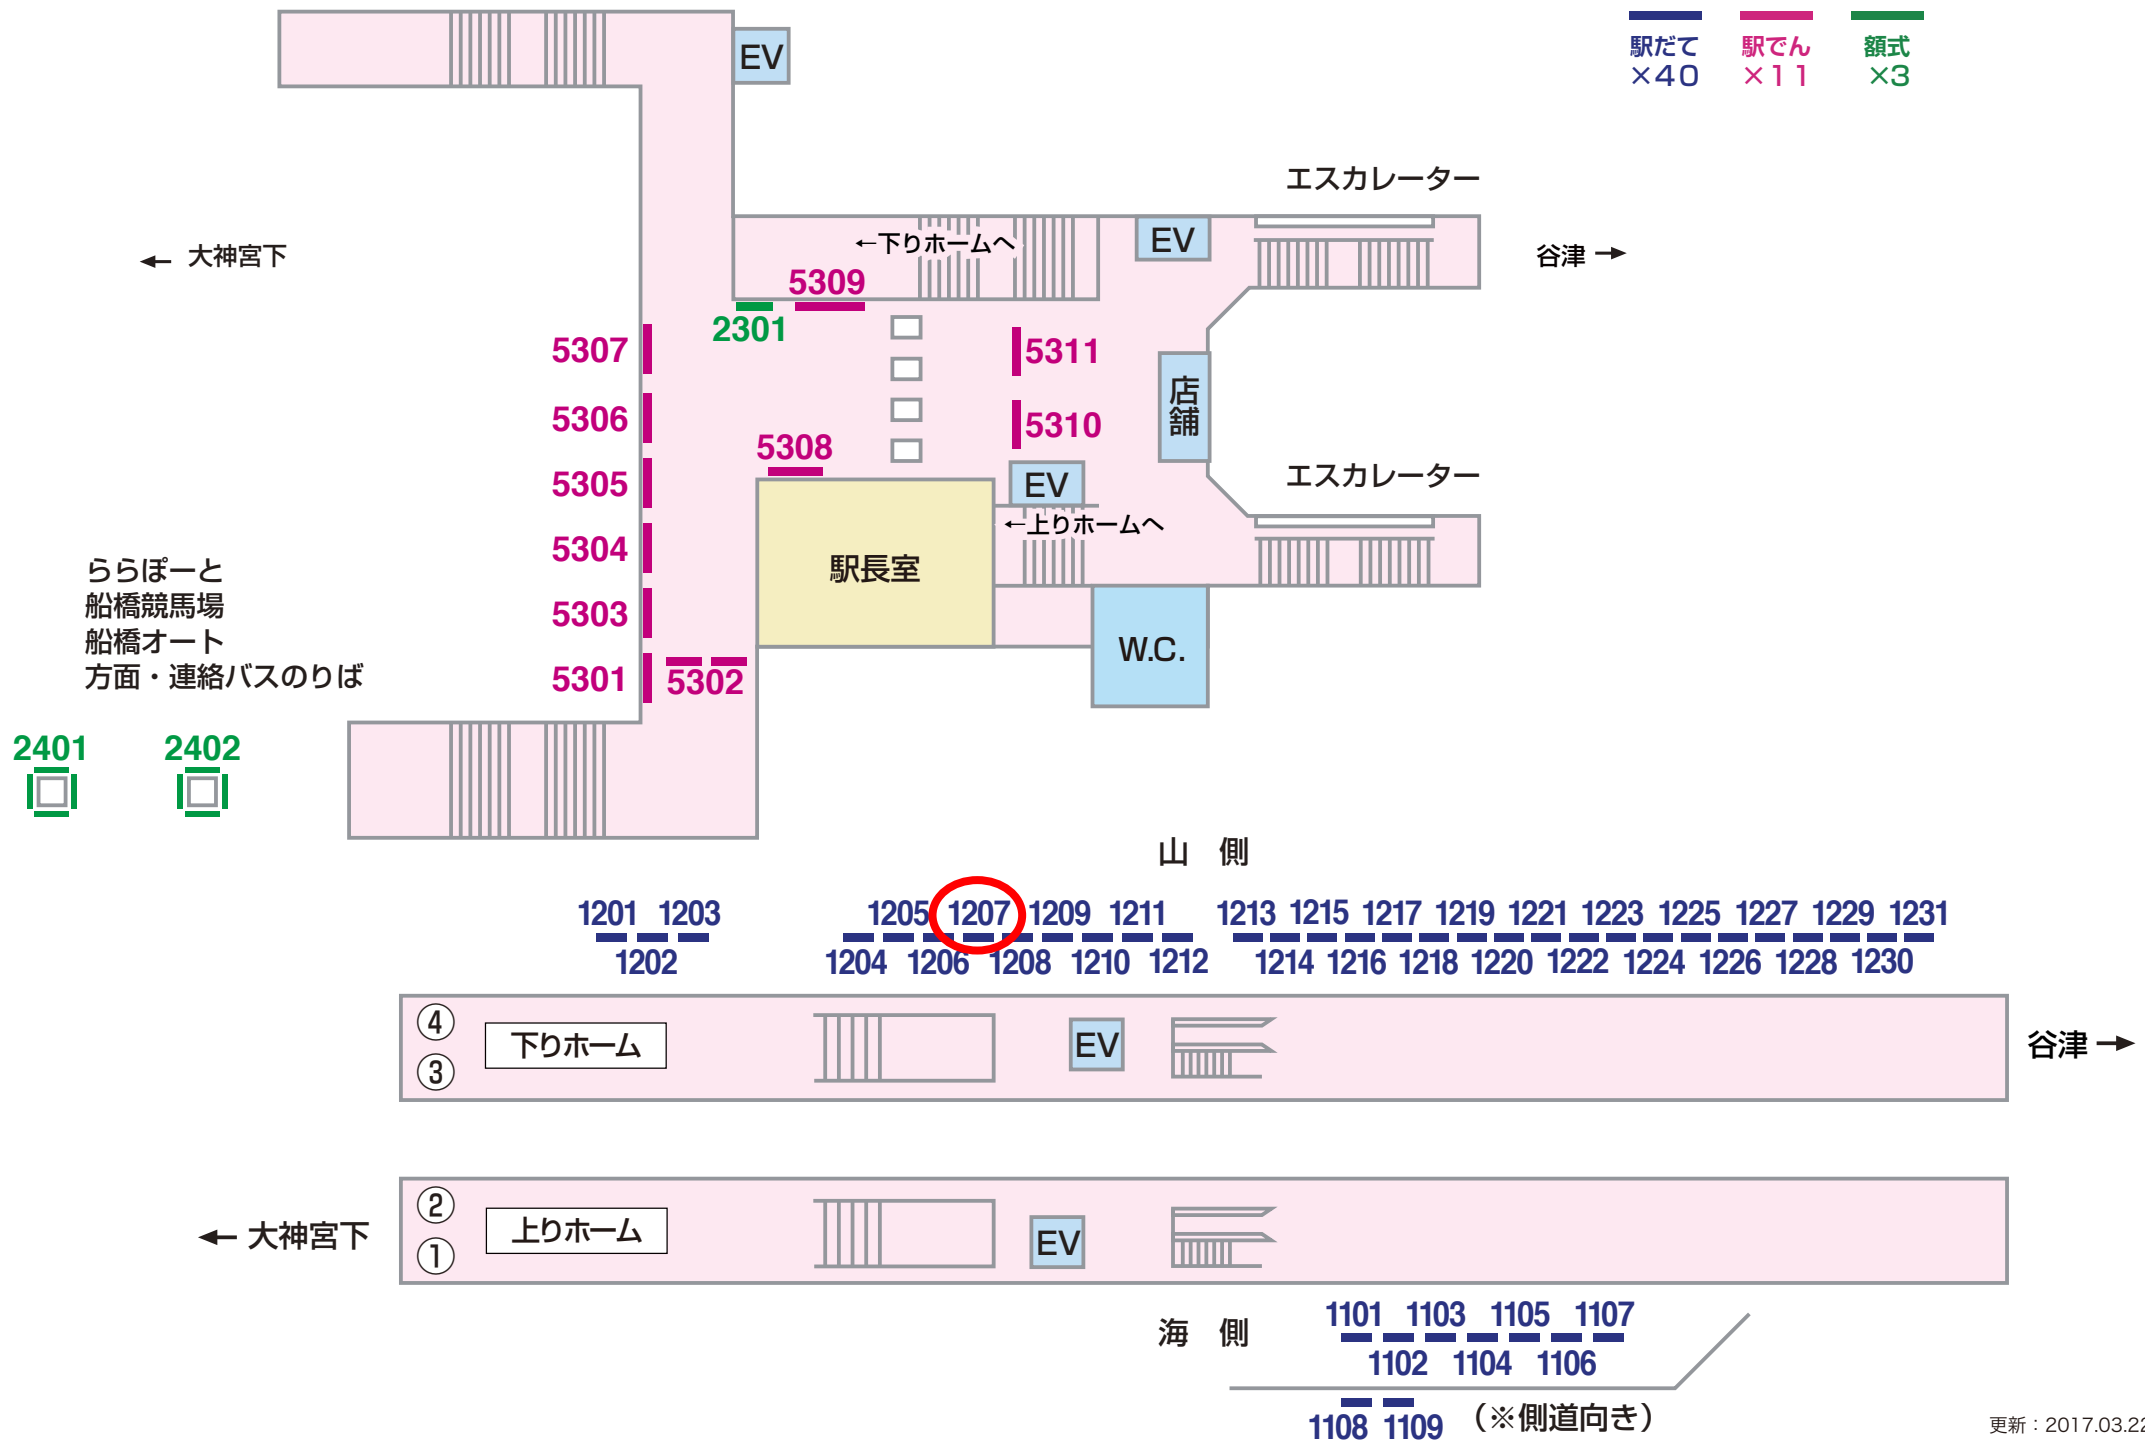 駅だて 駅でん 額式
×40 ×11 ×3
EV
エスカレーター
← 大神宮下
←下りホームへ
EV
谷津 →
5309
2301
5307
5311
5306
5310
店舗
5308
5305
EV
エスカレーター
←上りホームへ
5304
駅長室
ららぽーと
船橋競馬場
船橋オート
方面・連絡バスのりば
5303
W.C.
5301
5302
2401
2402
山側
1201 1203 1205 1207 1209 1211 1213 1215 1217 1219 1221 1223 1225 1227 1229 1231
1202 1204 1206 1208 1210 1212 1214 1216 1218 1220 1222 1224 1226 1228 1230
④
下りホーム
EV
谷津 →
③
②
← 大神宮下
上りホーム
EV
①
海側
1101 1103 1105 1107
1102 1104 1106
1108 1109 （※側道向き）
更新：2017.03.22